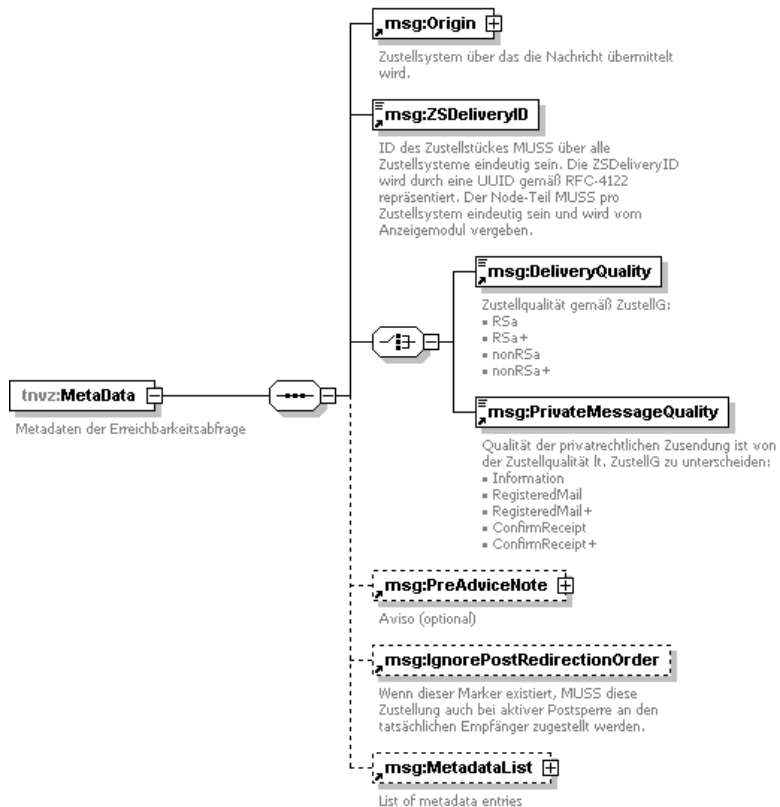 msg:Origin
Zustellsystem über das die Nachricht übermittelt
wird.
msg:ZSDeliveryID
ID des Zustellstückes MUSS über alle
Zustellsysteme eindeutig sein. Die ZSDeliveryID
wird durch eine UUID gemäß RFC-4122
repräsentiert. Der Node-Teil MUSS pro
Zustellsystem eindeutig sein und wird vom
Anzeigemodul vergeben.
msg:DeliveryQuality
Zustellqualität gemäß ZustellG:
▪ RSa
▪ RSa+
▪ nonRSa
▪ nonRSa+
tnvz:MetaData
Metadaten der Erreichbarkeitsabfrage
msg:PrivateMessageQuality
Qualität der privatrechtlichen Zusendung ist von
der Zustellqualität lt. ZustellG zu unterscheiden:
▪ Information
▪ RegisteredMail
▪ RegisteredMail+
▪ ConfirmReceipt
▪ ConfirmReceipt+
msg:PreAdviceNote
Aviso (optional)
msg:IgnorePostRedirectionOrder
Wenn dieser Marker existiert, MUSS diese
Zustellung auch bei aktiver Postsperre an den
tatsächlichen Empfänger zugestellt werden.
msg:MetadataList
List of metadata entries